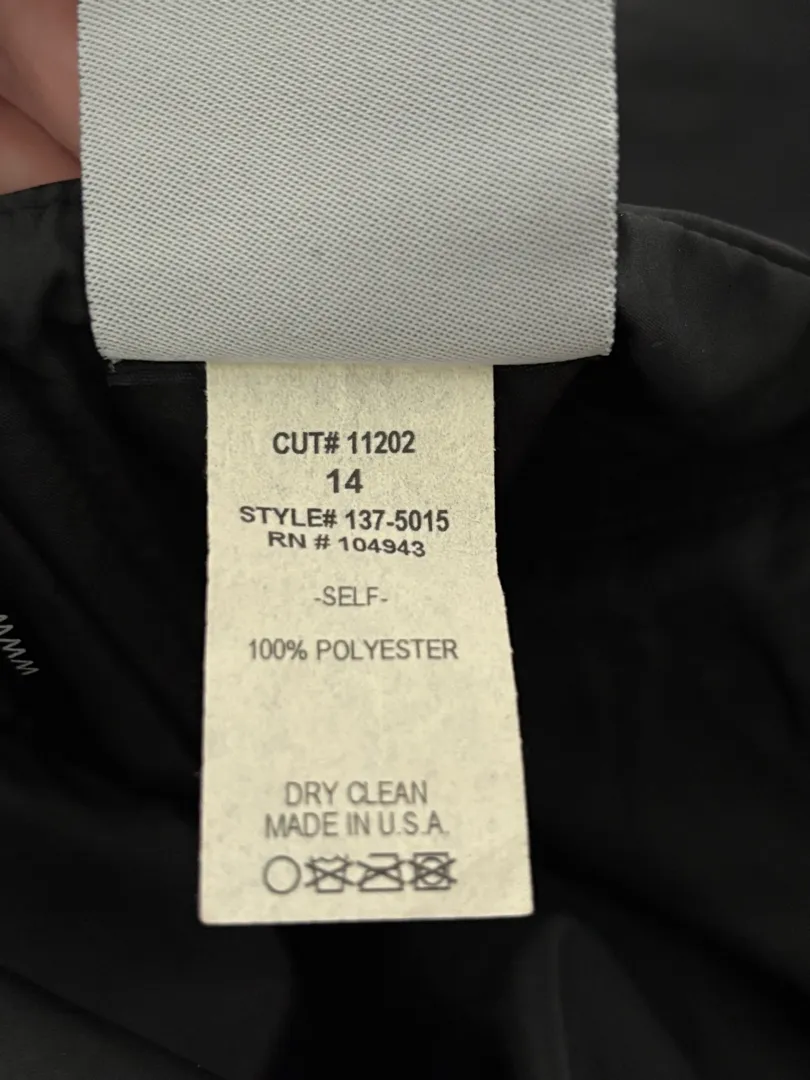 CUT# 11202
14
STYLE# 137-5015
RN # 104943
-SELF-
100% POLYESTER
DRY CLEAN
MADE IN U.S.A.